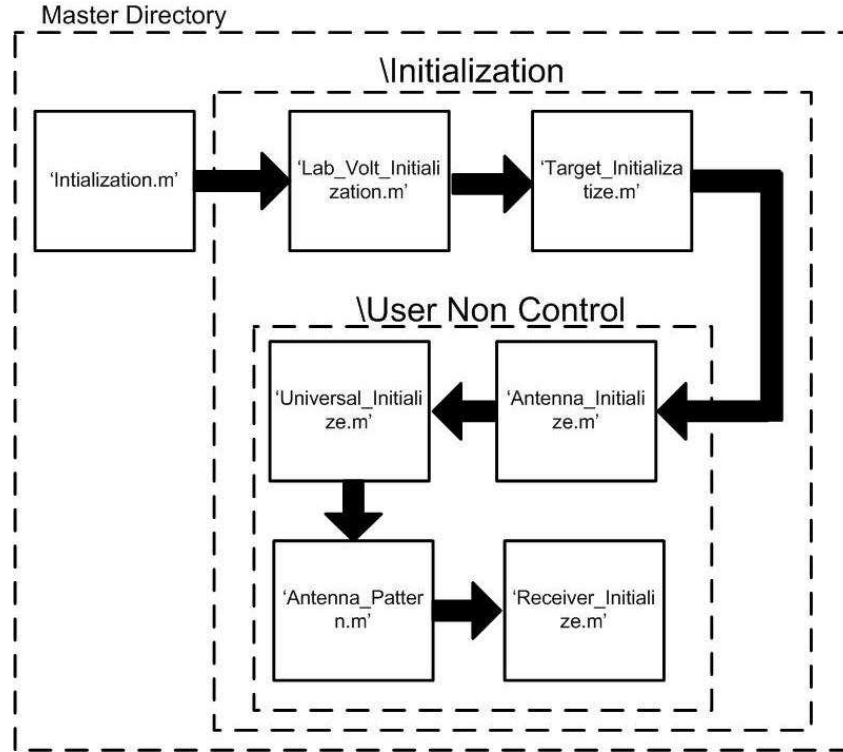 Master Directory
\Initialization
‘Intialization.m’
‘Lab_Volt_Initiali
zation.m’
‘Target_Initializa
tize.m’
\User Non Control
‘Universal_Initiali
ze.m’
‘Antenna_Initiali
ze.m’
‘Antenna_Patter
n.m’
‘Receiver_Initiali
ze.m’